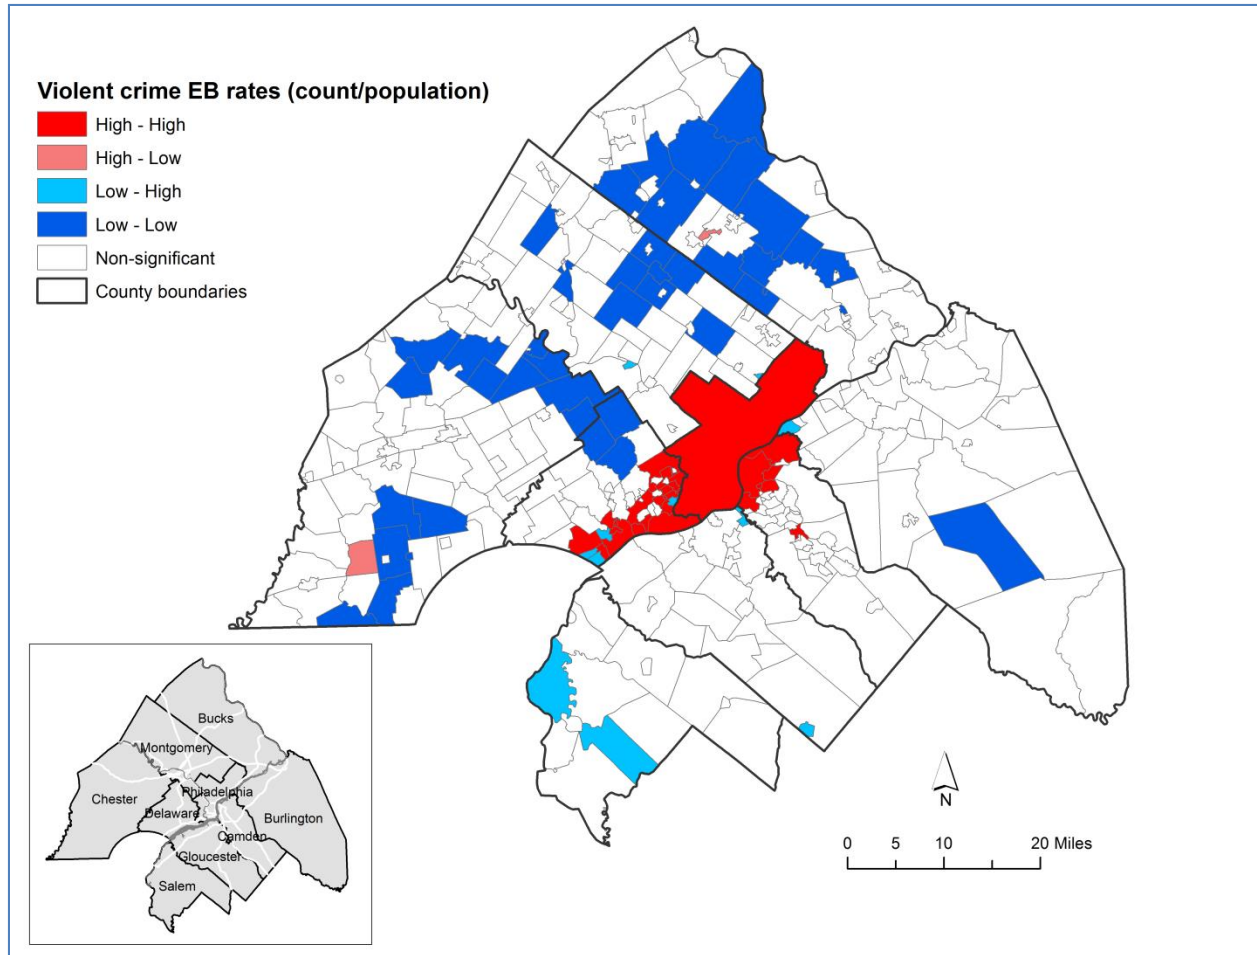 Violent crime EB rates (count/population)
High - High
High - Low
Low - High
Low - Low
Non-significant
County boundaries
Bucks
Montgomery
Chester
Philadelphia
Delaware
Burlington
Camden
Gloucester
Salem
N
0 5 10 20 Miles